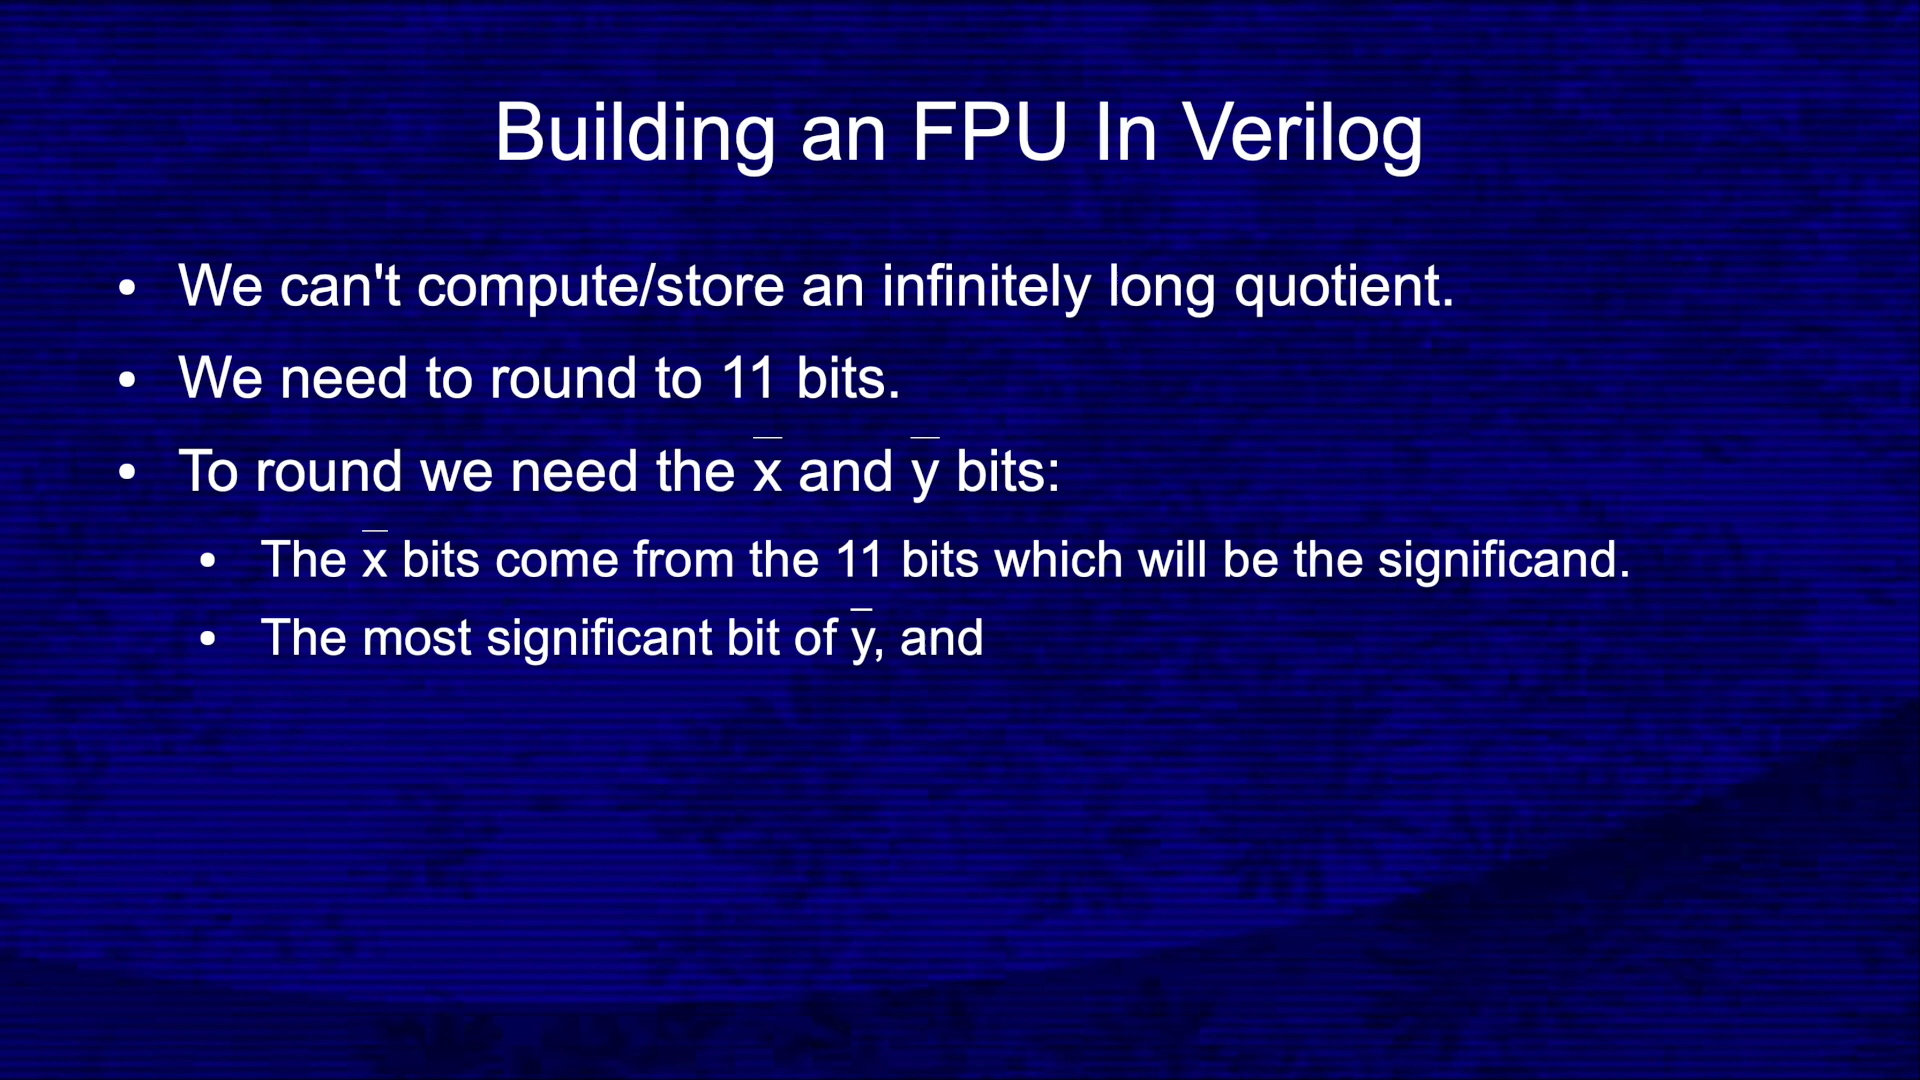 Building an FPU In Verilog
• We can't compute/store an infinitely long quotient.
• We need to round to 11 bits.
• To round we need the x̅ and y̅ bits:
• The x̅ bits come from the 11 bits which will be the significand.
• The most significant bit of y̅, and